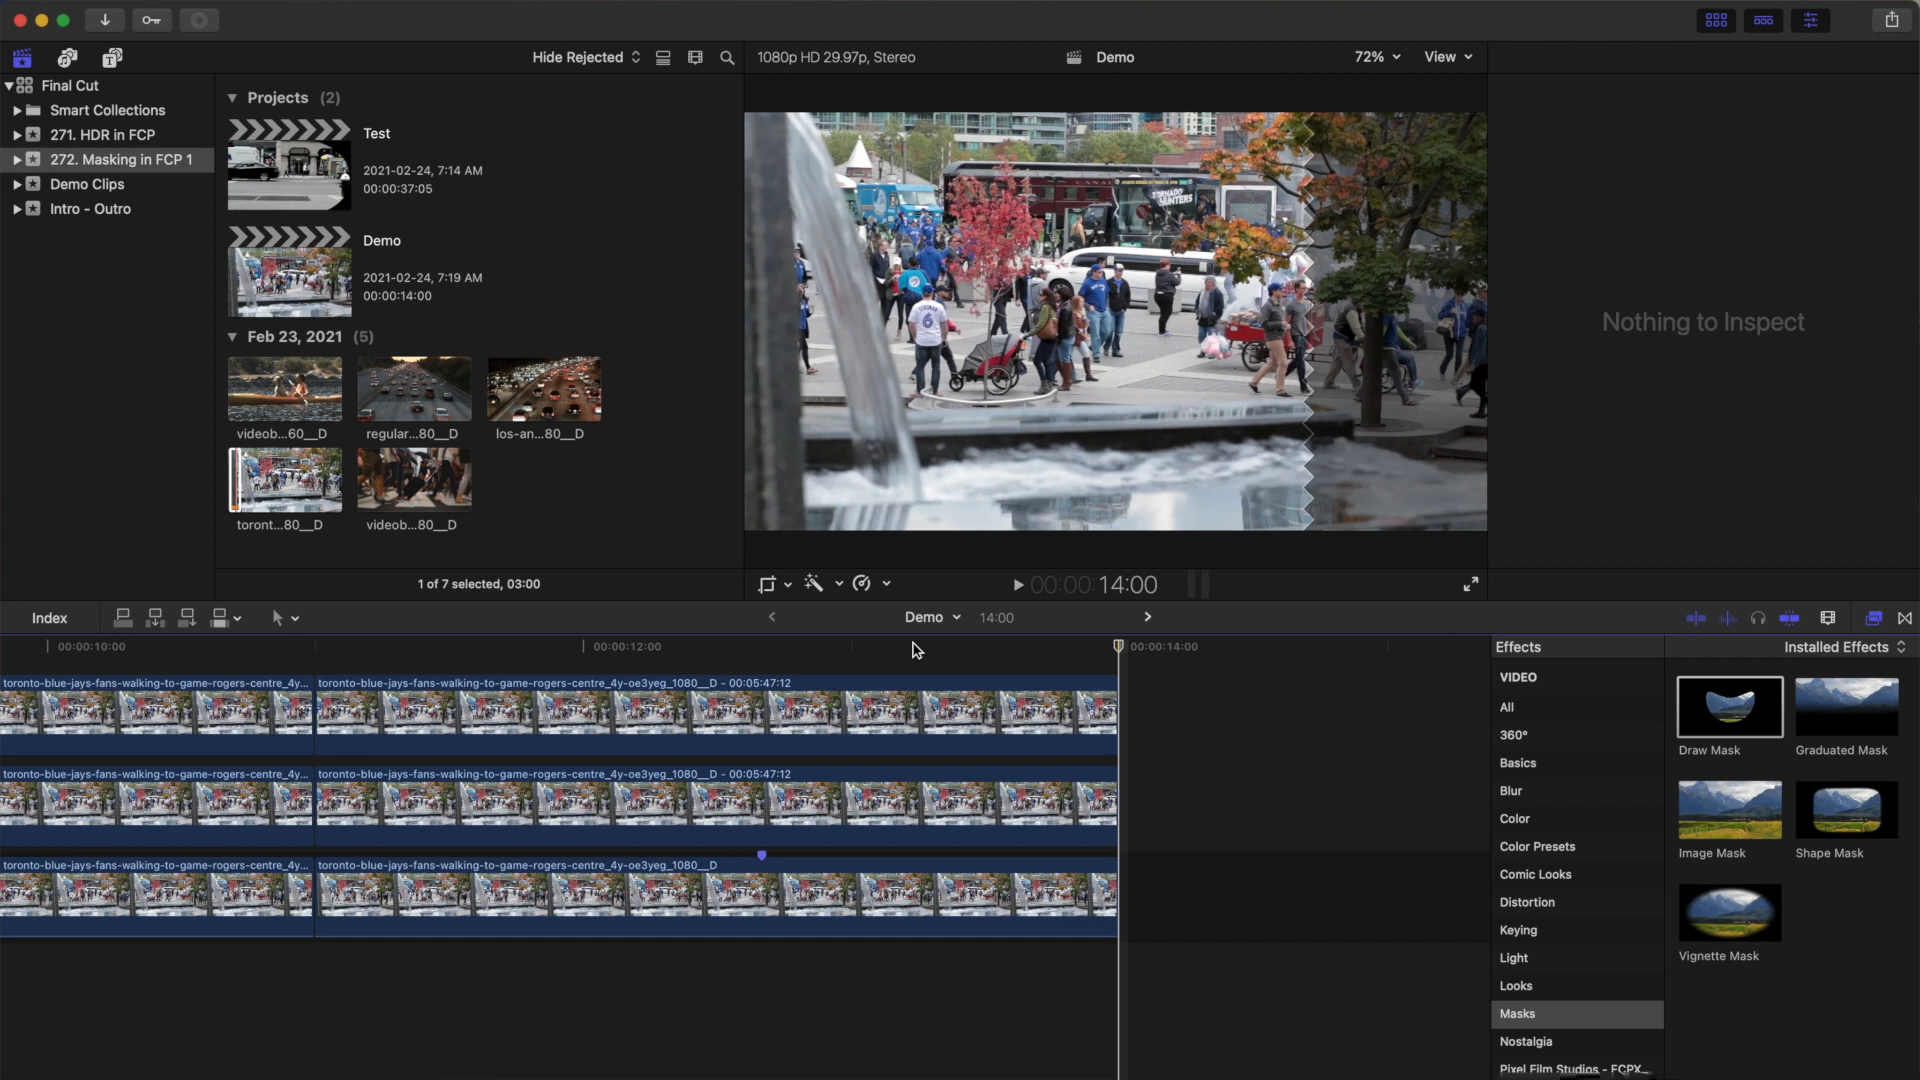 Hide Rejected
1080p HD 29.97p, Stereo
Demo
72%
View
Final Cut
Smart Collections
271. HDR in FCP
272. Masking in FCP 1
Demo Clips
Intro - Outro
Projects (2)
Test
2021-02-24, 7:14 AM
00:00:37:05
Demo
2021-02-24, 7:19 AM
00:00:14:00
Feb 23, 2021 (5)
videob...60__D
regular...80__D
los-an...80__D
toront...80__D
videob...80__D
1 of 7 selected, 03:00
TORNADO
HUNTERS
6
Nothing to Inspect
00:00:14:00
Index
Demo
14:00
00:00:10:00
00:00:12:00
00:00:14:00
toronto-blue-jays-fans-walking-to-game-rogers-centre_4y...
toronto-blue-jays-fans-walking-to-game-rogers-centre_4y-oe3yeg_1080__D - 00:05:47:12
toronto-blue-jays-fans-walking-to-game-rogers-centre_4y...
toronto-blue-jays-fans-walking-to-game-rogers-centre_4y-oe3yeg_1080__D - 00:05:47:12
toronto-blue-jays-fans-walking-to-game-rogers-centre_4y...
toronto-blue-jays-fans-walking-to-game-rogers-centre_4y-oe3yeg_1080__D
Effects
Installed Effects
VIDEO
All
360°
Basics
Blur
Color
Color Presets
Comic Looks
Distortion
Keying
Light
Looks
Masks
Nostalgia
Pixel Film Studios - FCPX...
Draw Mask
Graduated Mask
Image Mask
Shape Mask
Vignette Mask